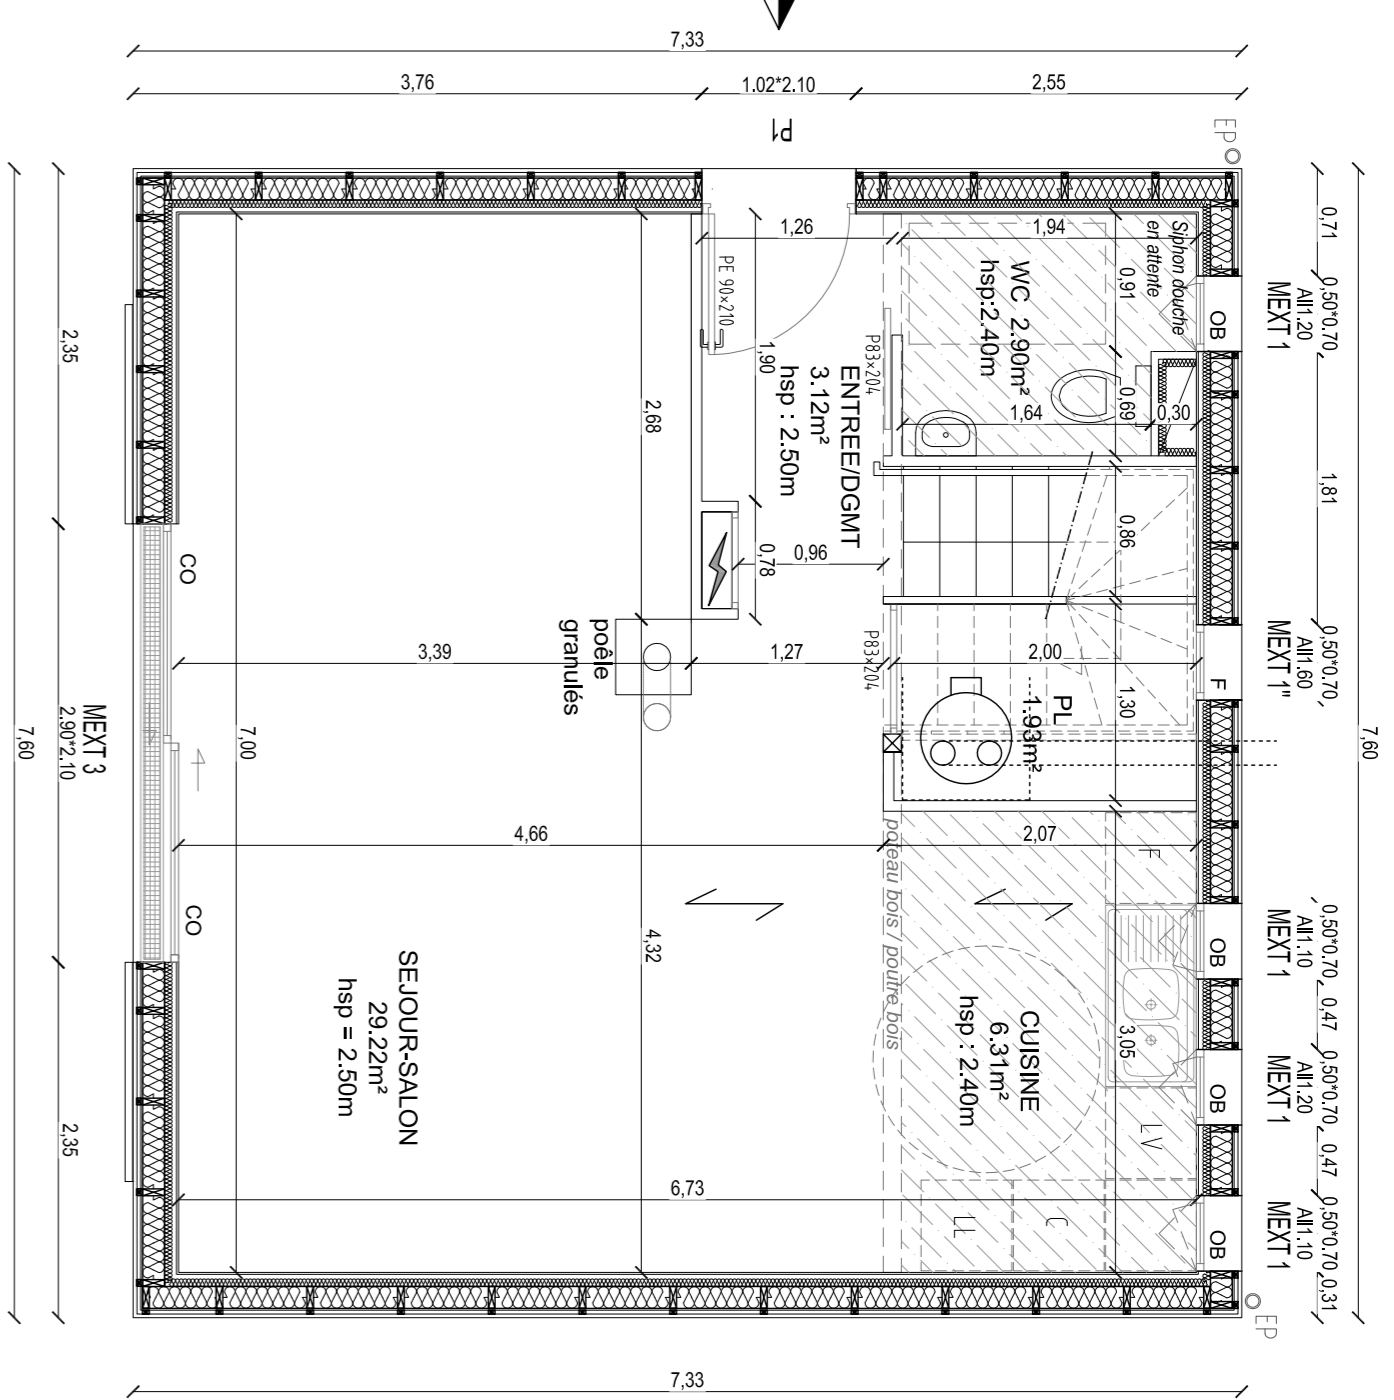 7,33
3,76
1.02*2.10
2,55
P1
EP
1,26
1,94
Siphon douche
en attente
0,91
PE 90×210
1,90
P83×204
WC 2.90m²
hsp:2.40m
ENTREE/DGMT
3.12m²
hsp : 2.50m
2,68
1,64
0,69
0,30
OB
0,71
0,50*0.70
All1.20
MEXT 1
1,81
7,60
2,35
CO
0,78
0,96
0,86
poêle
granulés
3,39
1,27
P83×204
2,00
1,30
PL
1.93m²
F
0,50*0.70
All1.60
MEXT 1"
7,60
MEXT 3
2.90*2.10
7,00
4,66
2,07
poteau bois / poutre bois
F
CO
4,32
SEJOUR-SALON
29.22m²
hsp = 2.50m
CUISINE
6.31m²
hsp : 2.40m
3,05
OB
0,50*0.70
All1.10
MEXT 1
0,47
OB
0,50*0.70
All1.20
MEXT 1
0,47
LV
LL
C
6,73
OB
0,50*0.70
All1.10
MEXT 1
0,31
2,35
EP
7,33